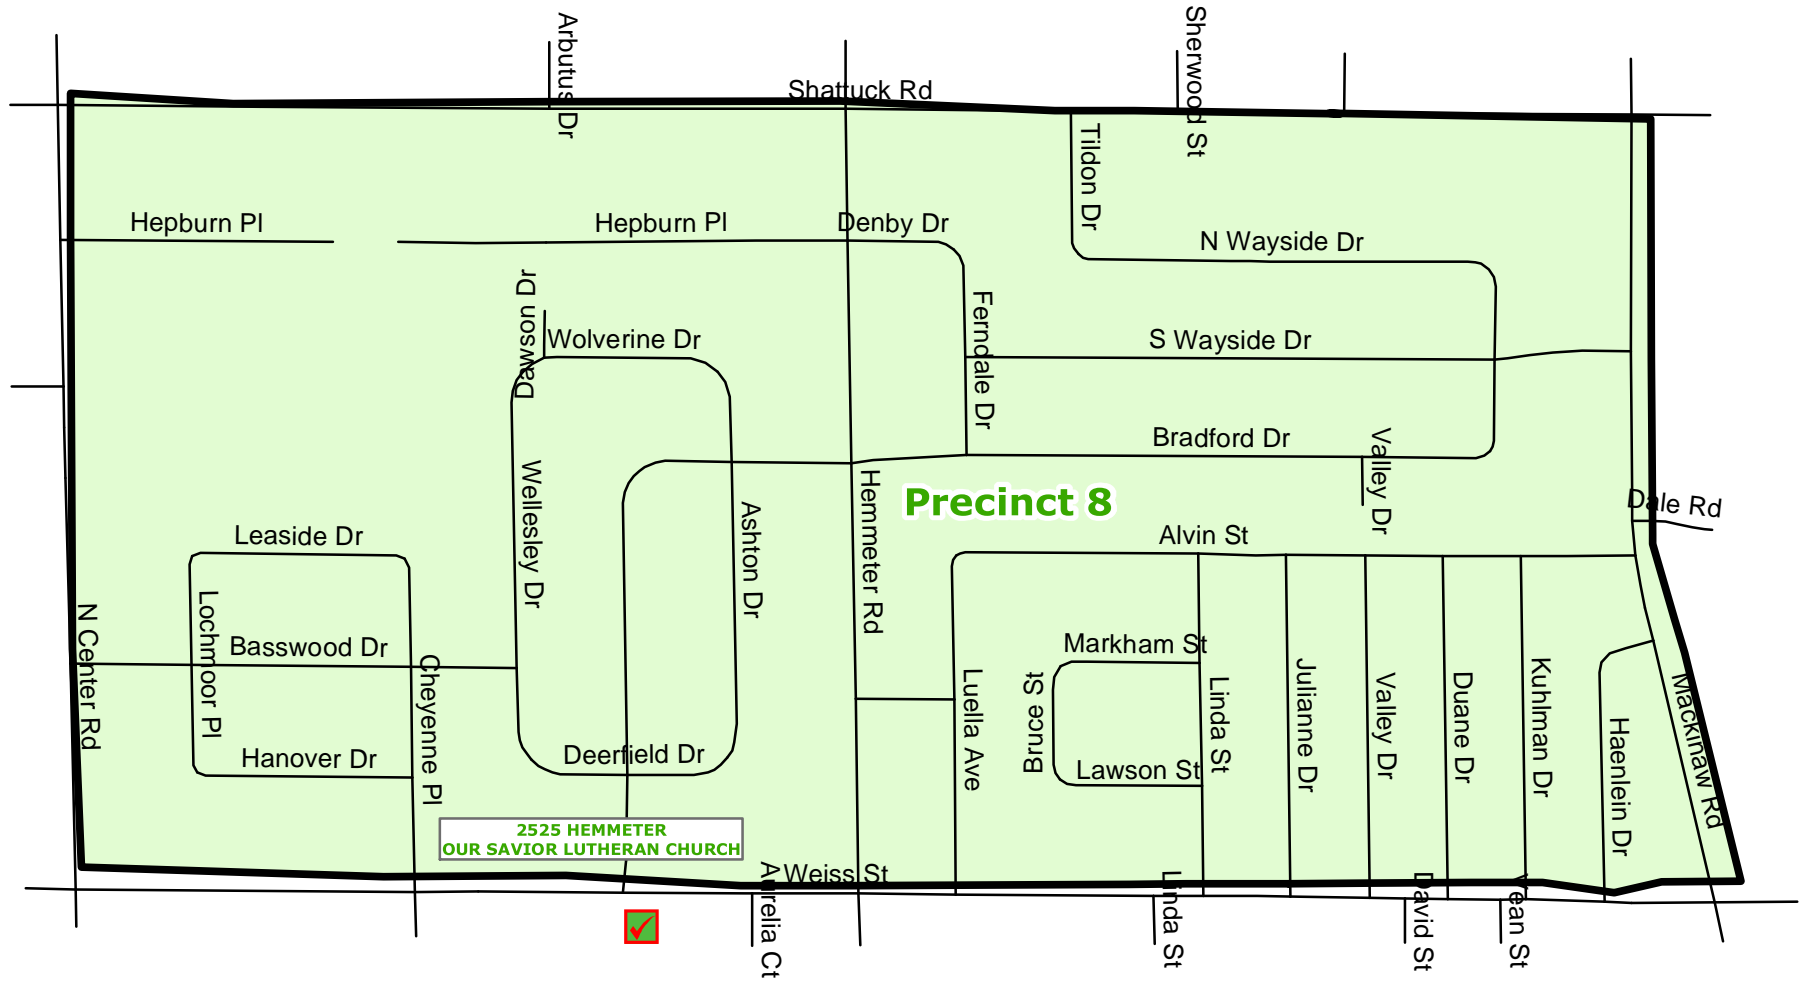 Arbutus Dr
Sherwood St
Shattuck Rd
Tildon Dr
Hepburn Pl
Hepburn Pl
Denby Dr
N Wayside Dr
Dawson Dr
Wolverine Dr
Ferndale Dr
S Wayside Dr
Bradford Dr
Valley Dr
Wellesley Dr
Hemmeter Rd
Precinct 8
Dale Rd
Leaside Dr
Ashton Dr
Alvin St
N Center Rd
Lochmoor Pl
Basswood Dr
Cheyenne Pl
Markham St
Luella Ave
Bruce St
Linda St
Julianne Dr
Valley Dr
Duane Dr
Kuhlman Dr
Haenlein Dr
Mackinaw Rd
Hanover Dr
Deerfield Dr
Lawson St
2525 HEMMETER
OUR SAVIOR LUTHERAN CHURCH
Aurelia Ct
Weiss St
Linda St
David St
St